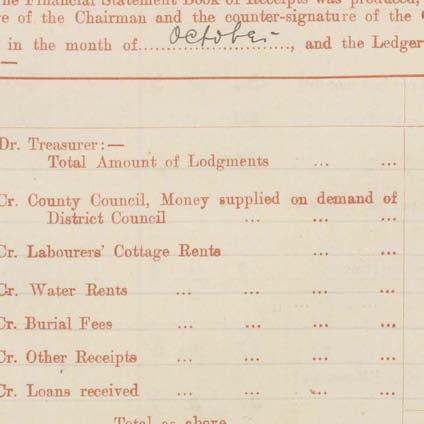 he Financial Statement Book of Receipts was produced,
re of the Chairman and the counter-signature of the
in the month of October, and the Ledger
Dr. Treasurer:—
Total Amount of Lodgments ... ...
Cr. County Council, Money supplied on demand of
District Council ... ... ...
Cr. Labourers' Cottage Rents ... ...
Cr. Water Rents ... ... ... ...
Cr. Burial Fees ... ... ... ...
Cr. Other Receipts ... ... ... ...
Cr. Loans received ... ... ... ...
Total as above